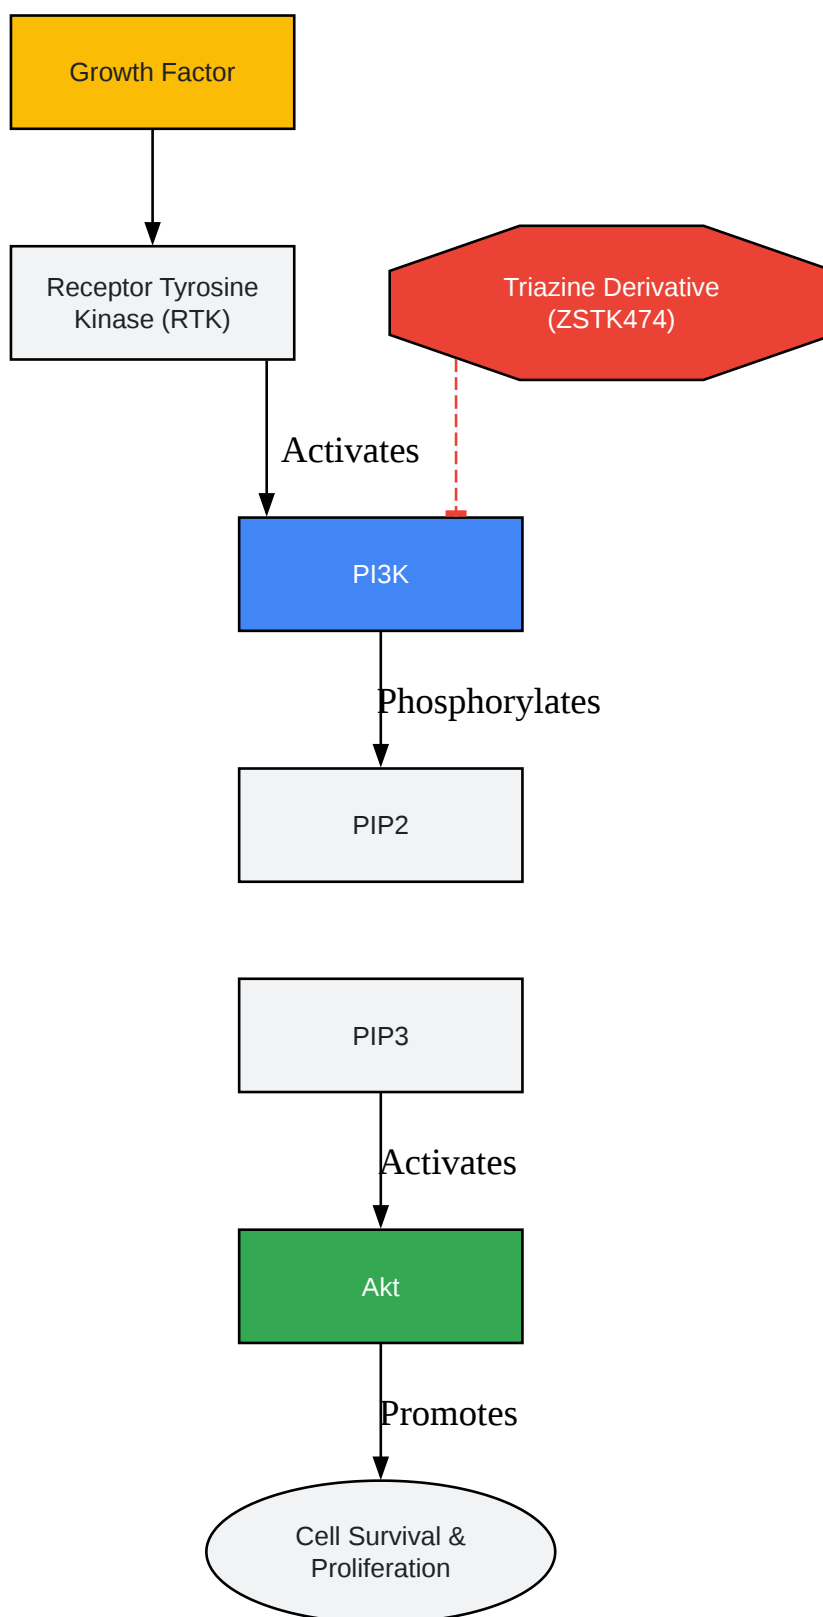 Growth Factor
Receptor Tyrosine
Kinase (RTK)
Triazine Derivative
(ZSTK474)
Activates
PI3K
Phosphorylates
PIP2
PIP3
Activates
Akt
Promotes
Cell Survival &
Proliferation